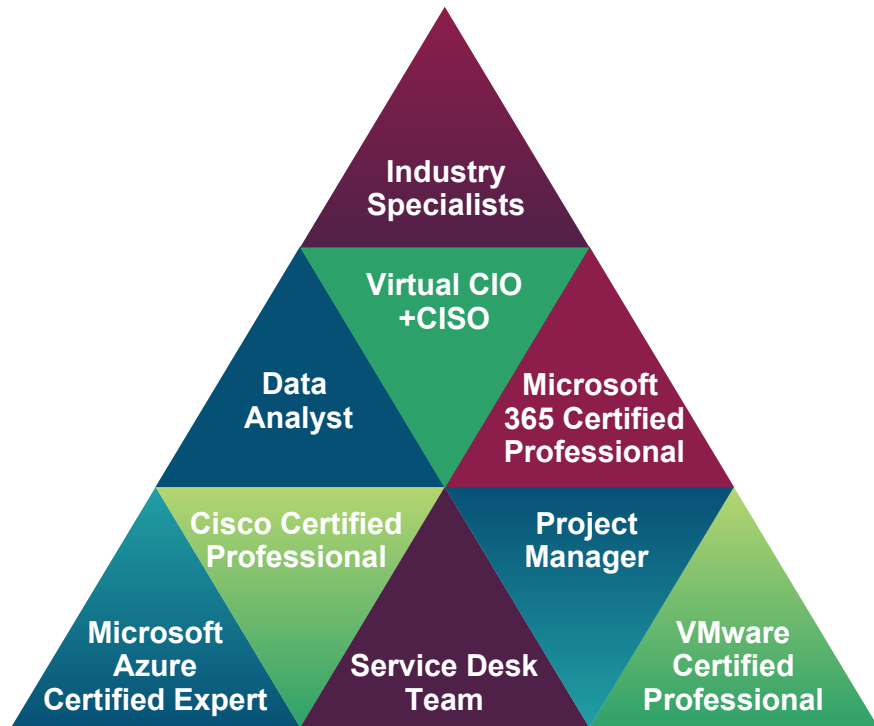 Industry
Specialists
Virtual CIO
+CISO
Data
Analyst
Microsoft
365 Certified
Professional
Cisco Certified
Professional
Project
Manager
Microsoft
Azure
Certified Expert
Service Desk
Team
VMware
Certified
Professional